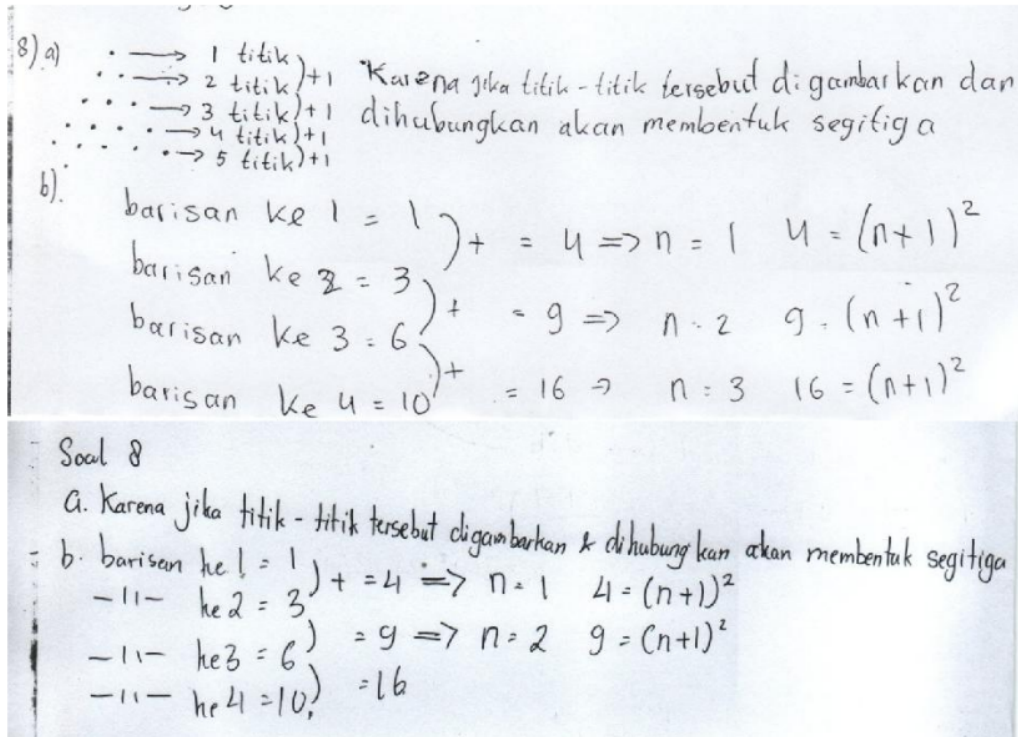 8) a) . → 1 titik
. . → 2 titik ) +1 Karena jika titik-titik tersebut digambarkan dan
. . . → 3 titik ) +1 dihubungkan akan membentuk segitiga
. . . . → 4 titik ) +1
. . . . . → 5 titik ) +1
b).
barisan ke 1 = 1 ) + = 4 => n = 1 4 = (n+1)²
barisan ke 2 = 3
barisan ke 3 = 6 ) + = 9 => n = 2 9 = (n+1)²
barisan ke 4 = 10 ) + = 16 => n = 3 16 = (n+1)²
Soal 8
a. Karena jika titik-titik tersebut digambarkan & dihubungkan akan membentuk segitiga
b. barisan ke 1 = 1 ) + = 4 => n = 1 4 = (n+1)²
-11- ke 2 = 3
-11- ke 3 = 6 ) = 9 => n = 2 9 = (n+1)²
-11- ke 4 = 10 ) = 16